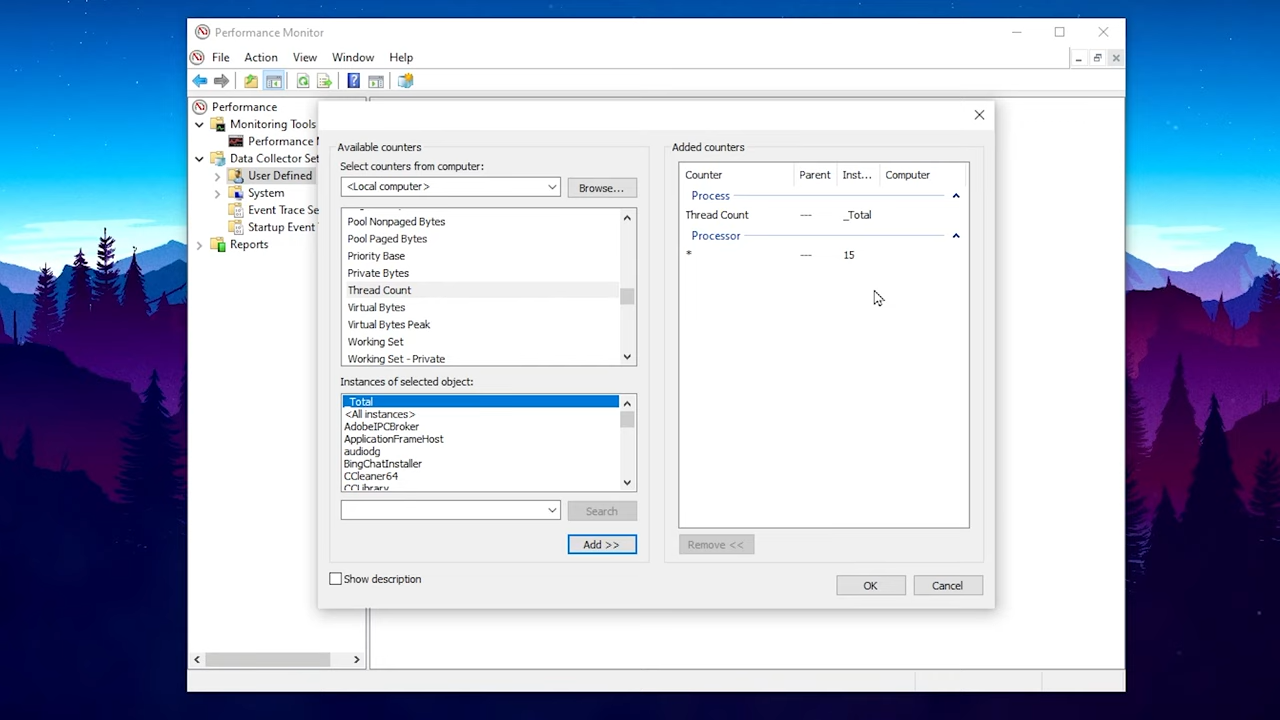 Performance Monitor
File Action View Window Help
Performance
Monitoring Tools
Performance
Data Collector Set
User Defined
System
Event Trace Se
Startup Event
Reports
Available counters
Select counters from computer:
<Local computer>
Browse...
Pool Nonpaged Bytes
Pool Paged Bytes
Priority Base
Private Bytes
Thread Count
Virtual Bytes
Virtual Bytes Peak
Working Set
Working Set - Private
Instances of selected object:
_Total
<All instances>
AdobeIPCBroker
ApplicationFrameHost
audiodg
BingChatInstaller
CCleaner64
CCLibrary
Search
Add >>
Show description
Added counters
Counter Parent Inst... Computer
Process
Thread Count --- _Total
Processor
* --- 15
Remove <<
OK
Cancel